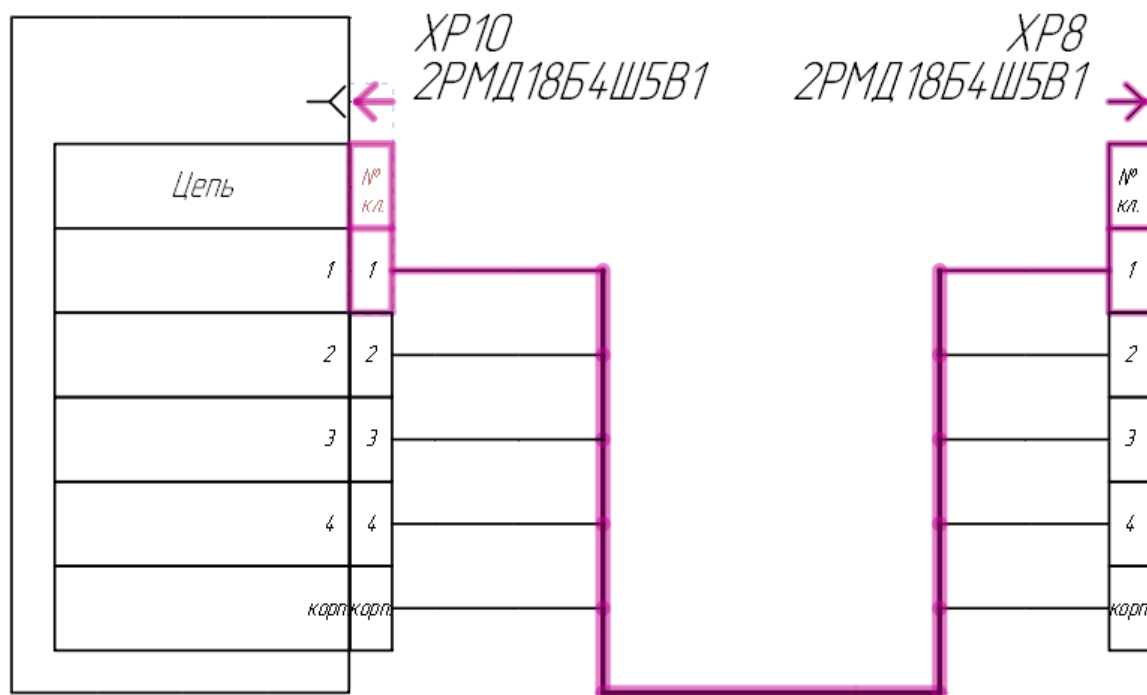 XP10
2РМД18Б4Ш5В1
XP8
2РМД18Б4Ш5В1
Цепь
№
кл.
№
кл.
1
1
1
2
2
2
3
3
3
4
4
4
корп
корп.
корп